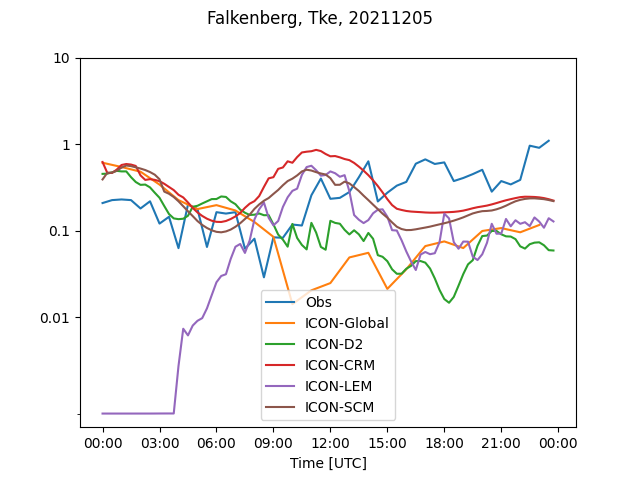 Falkenberg, Tke, 20211205
10
1
0.1
0.01
Obs
ICON-Global
ICON-D2
ICON-CRM
ICON-LEM
ICON-SCM
00:00 03:00 06:00 09:00 12:00 15:00 18:00 21:00 00:00
Time [UTC]